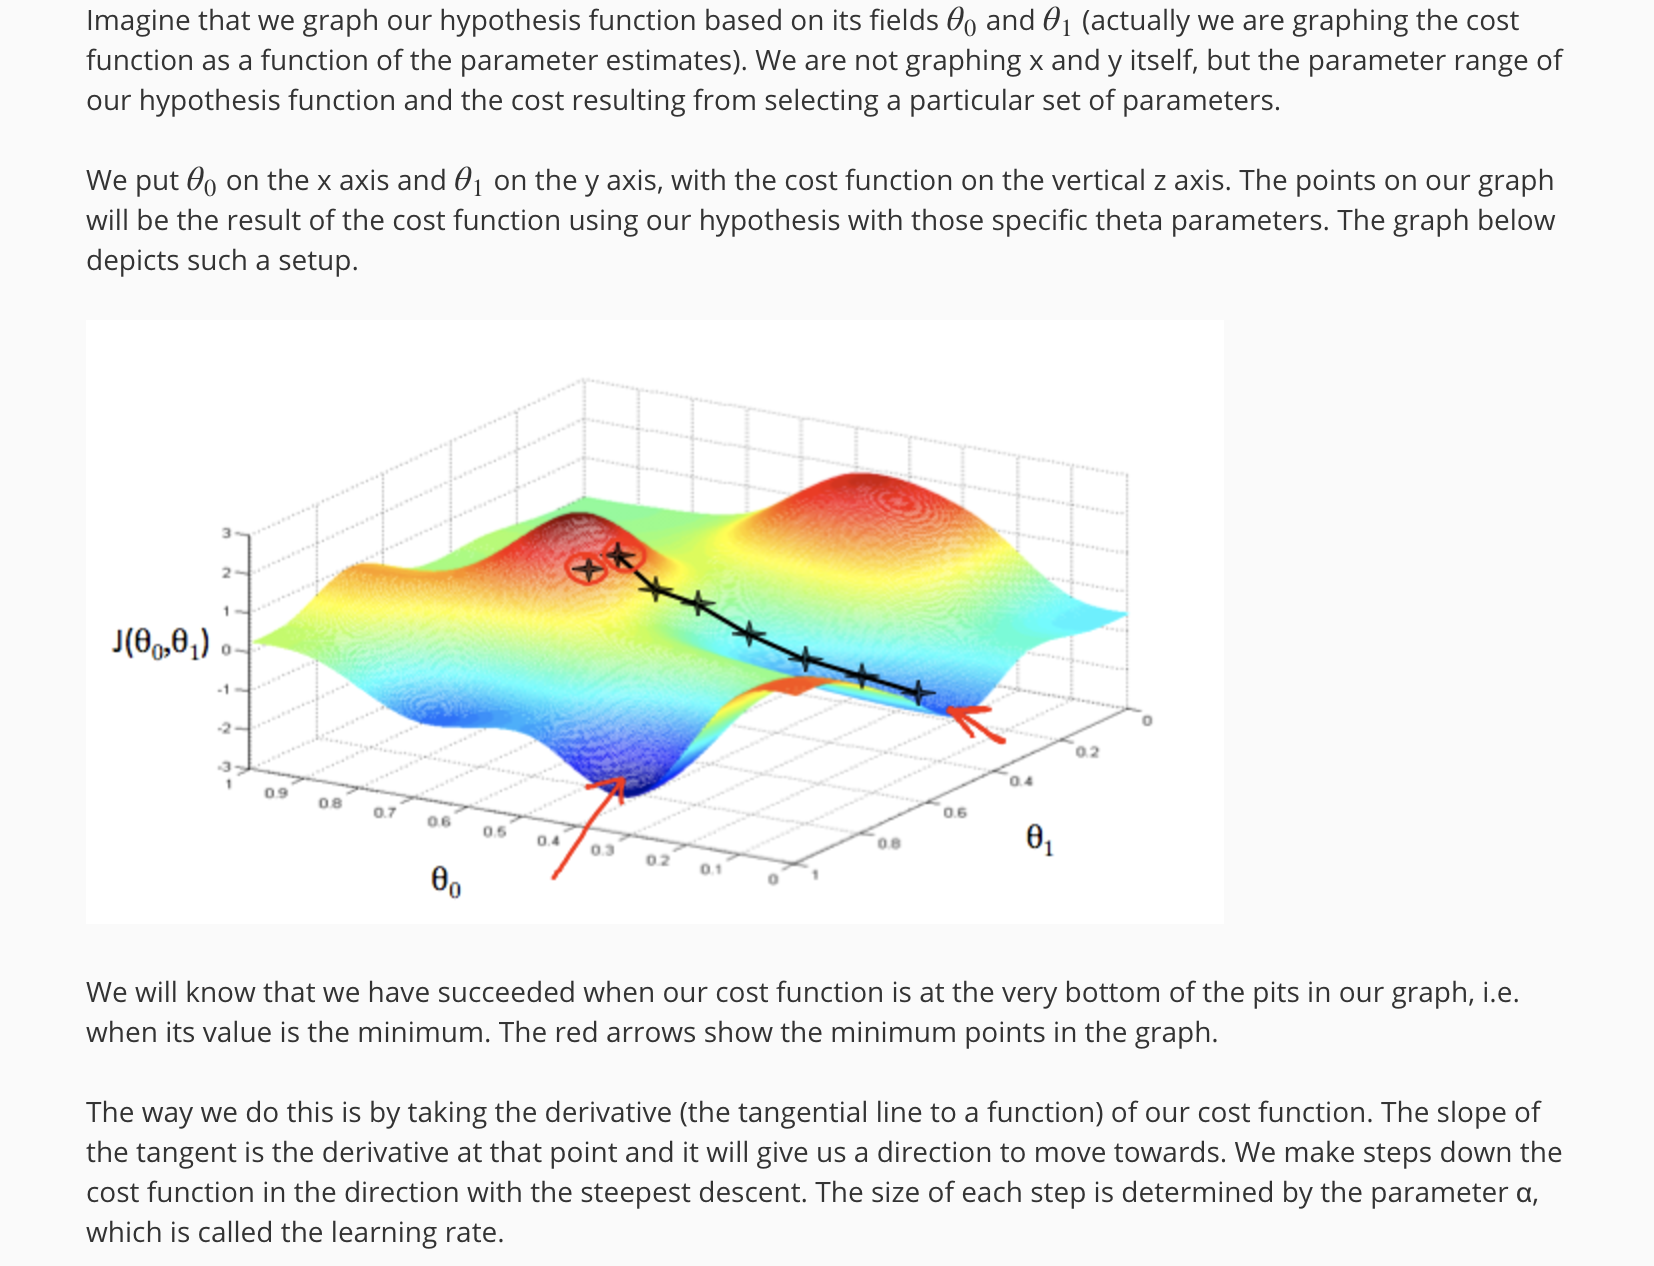 Imagine that we graph our hypothesis function based on its fields θ₀ and θ₁ (actually we are graphing the cost
function as a function of the parameter estimates). We are not graphing x and y itself, but the parameter range of
our hypothesis function and the cost resulting from selecting a particular set of parameters.
We put θ₀ on the x axis and θ₁ on the y axis, with the cost function on the vertical z axis. The points on our graph
will be the result of the cost function using our hypothesis with those specific theta parameters. The graph below
depicts such a setup.
3
2
1
0
-1
-2
-3
J(θ₀,θ₁)
1
0.9
0.8
0.7
0.6
0.5
0.4
0.3
0.2
0.1
0
θ₀
1
0.8
0.6
0.4
0.2
0
θ₁
We will know that we have succeeded when our cost function is at the very bottom of the pits in our graph, i.e.
when its value is the minimum. The red arrows show the minimum points in the graph.
The way we do this is by taking the derivative (the tangential line to a function) of our cost function. The slope of
the tangent is the derivative at that point and it will give us a direction to move towards. We make steps down the
cost function in the direction with the steepest descent. The size of each step is determined by the parameter α,
which is called the learning rate.